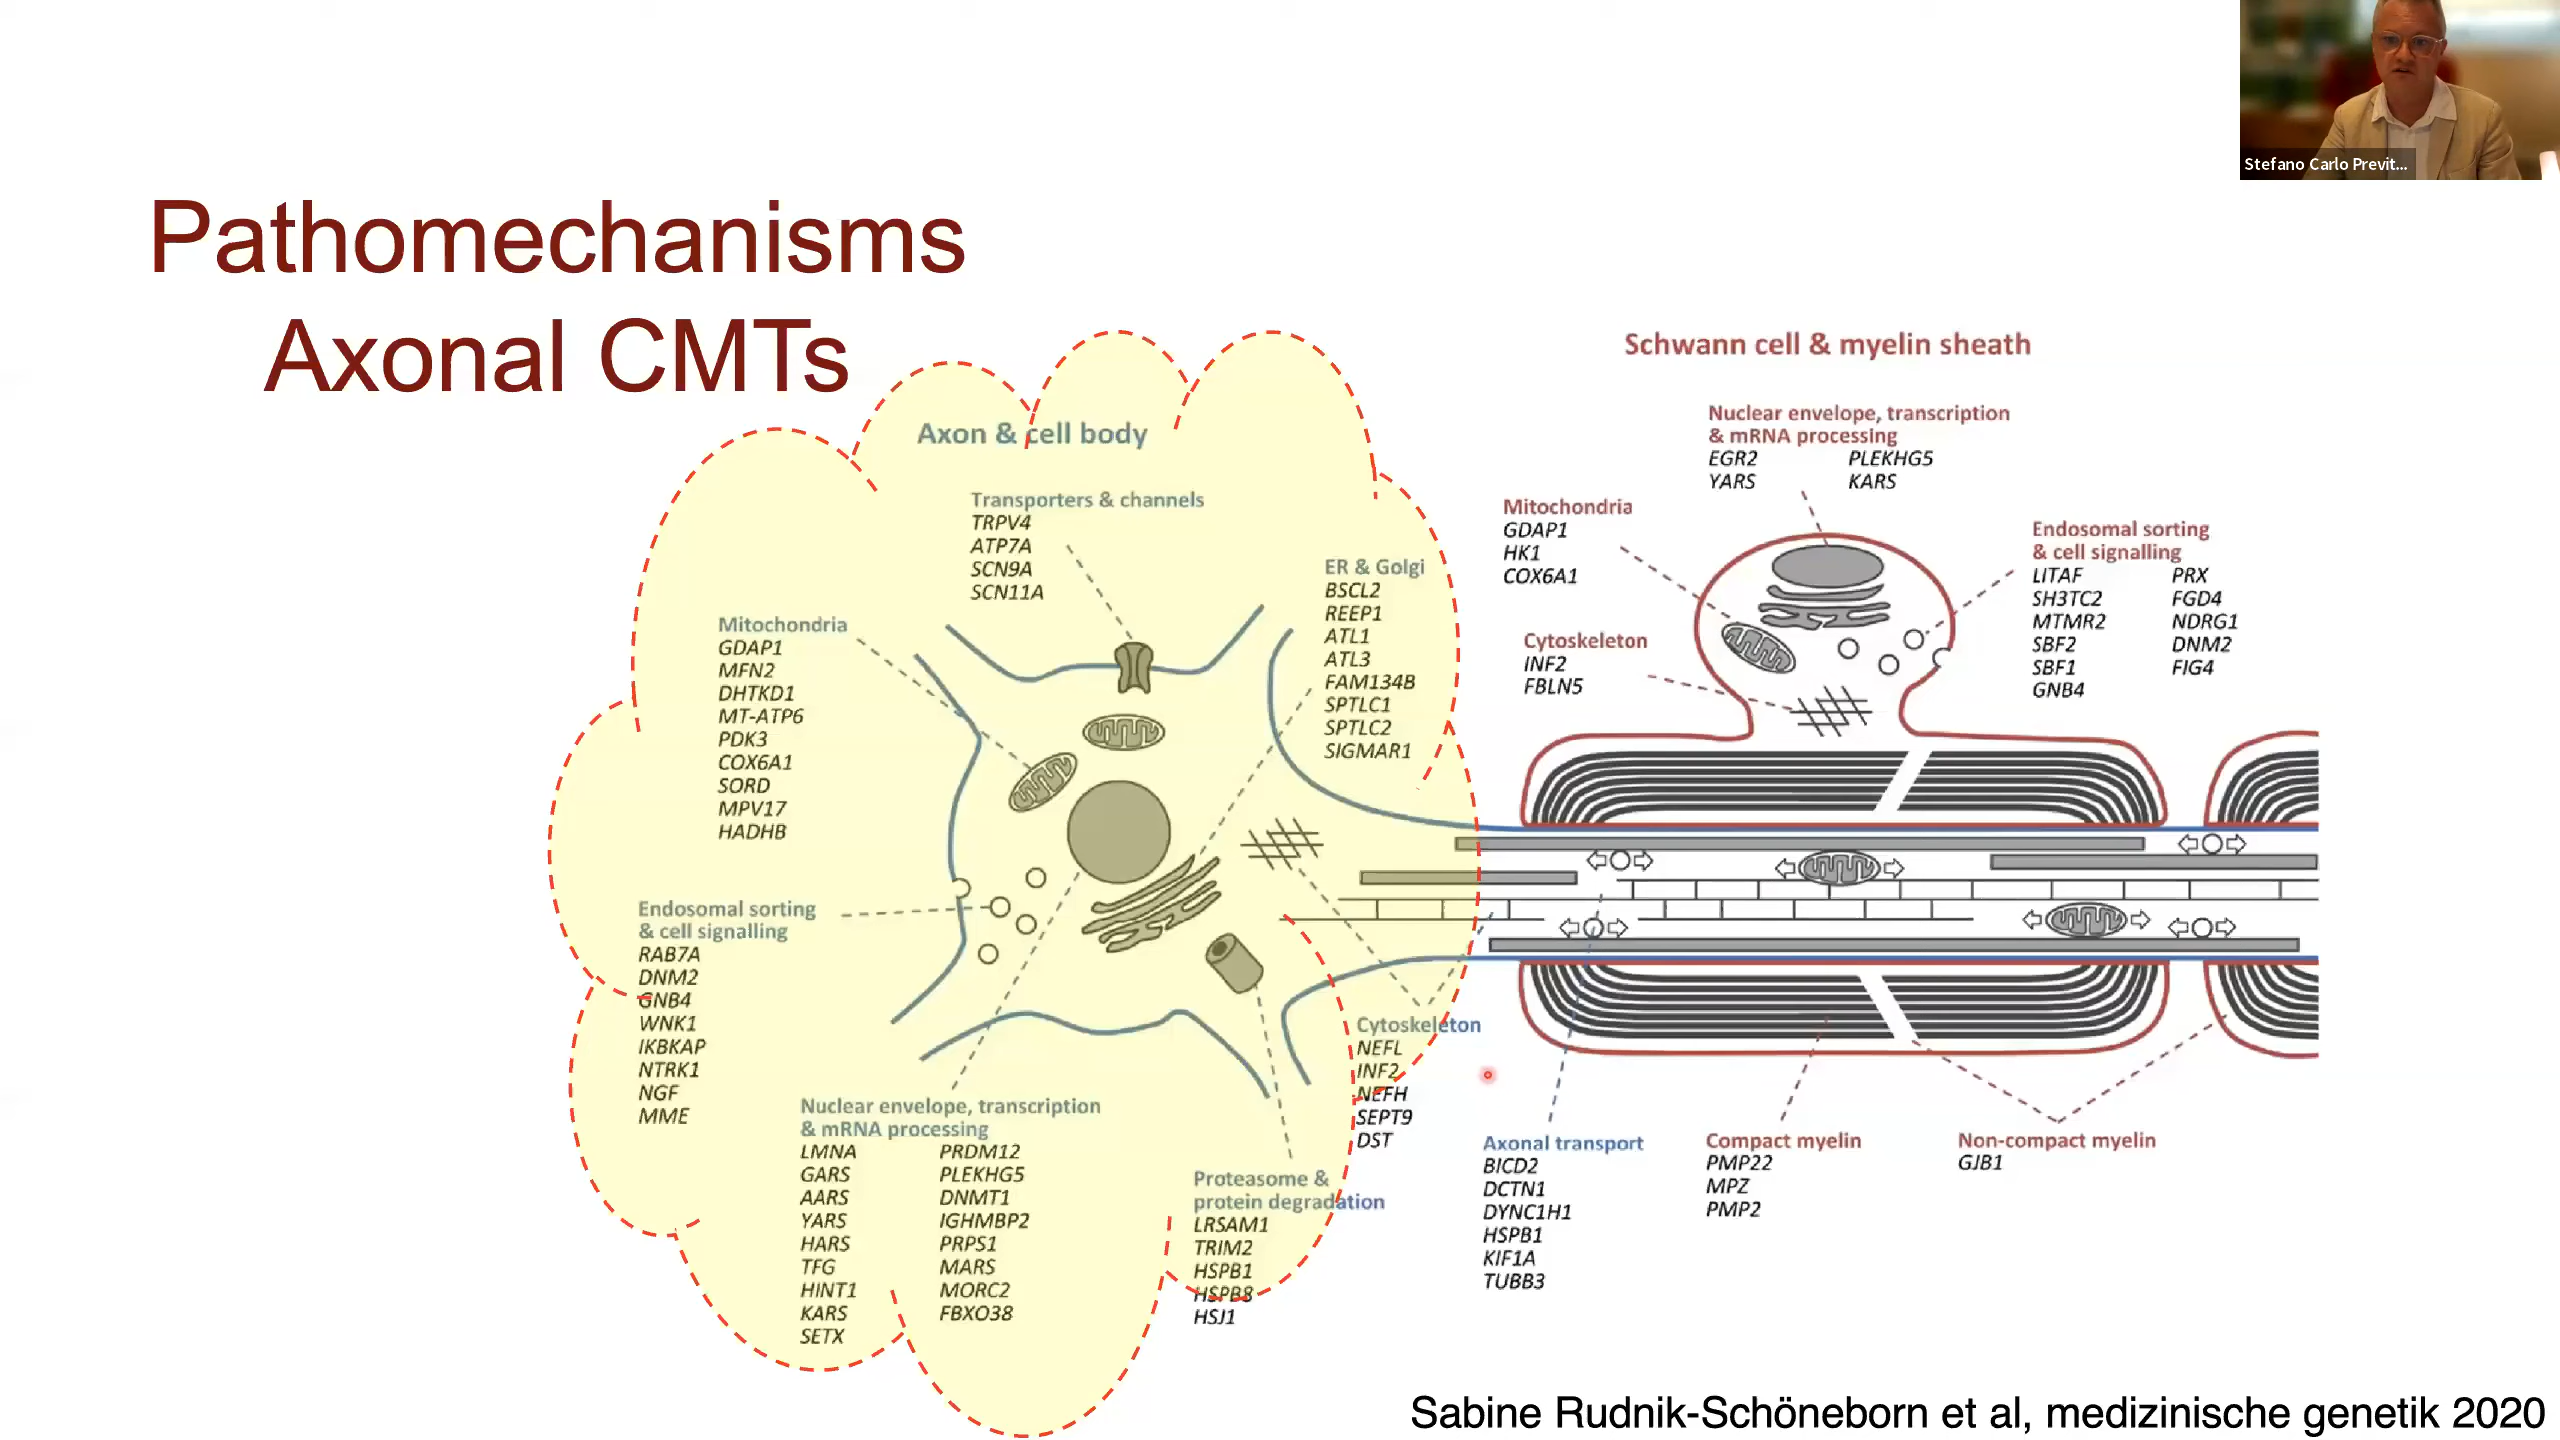 Stefano Carlo Previt...
Pathomechanisms
Axonal CMTs
Axon & cell body
Transporters & channels
TRPV4
ATP7A
SCN9A
SCN11A
ER & Golgi
BSCL2
REEP1
ATL1
ATL3
FAM134B
SPTLC1
SPTLC2
SIGMAR1
Mitochondria
GDAP1
MFN2
DHTKD1
MT-ATP6
PDK3
COX6A1
SORD
MPV17
HADHB
Endosomal sorting
& cell signalling
RAB7A
DNM2
GNB4
WNK1
IKBKAP
NTRK1
NGF
MME
Nuclear envelope, transcription
& mRNA processing
LMNA PRDM12
GARS PLEKHG5
AARS DNMT1
YARS IGHMBP2
HARS PRPS1
TFG MARS
HINT1 MORC2
KARS FBXO38
SETX
Proteasome &
protein degradation
LRSAM1
TRIM2
HSPB1
HSPB8
HSJ1
Cytoskeleton
NEFL
INF2
NEFH
SEPT9
DST
Schwann cell & myelin sheath
Nuclear envelope, transcription
& mRNA processing
EGR2 PLEKHG5
YARS KARS
Mitochondria
GDAP1
HK1
COX6A1
Cytoskeleton
INF2
FBLN5
Endosomal sorting
& cell signalling
LITAF PRX
SH3TC2 FGD4
MTMR2 NDRG1
SBF2 DNM2
SBF1 FIG4
GNB4
Axonal transport
BICD2
DCTN1
DYNC1H1
HSPB1
KIF1A
TUBB3
Compact myelin
PMP22
MPZ
PMP2
Non-compact myelin
GJB1
Sabine Rudnik-Schöneborn et al, medizinische genetik 2020